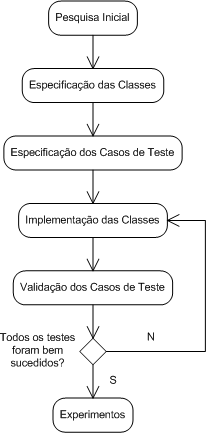 Pesquisa Inicial
Especificação das Classes
Especificação dos Casos de Teste
Implementação das Classes
Validação dos Casos de Teste
Todos os testes
foram bem
sucedidos?
N
S
Experimentos